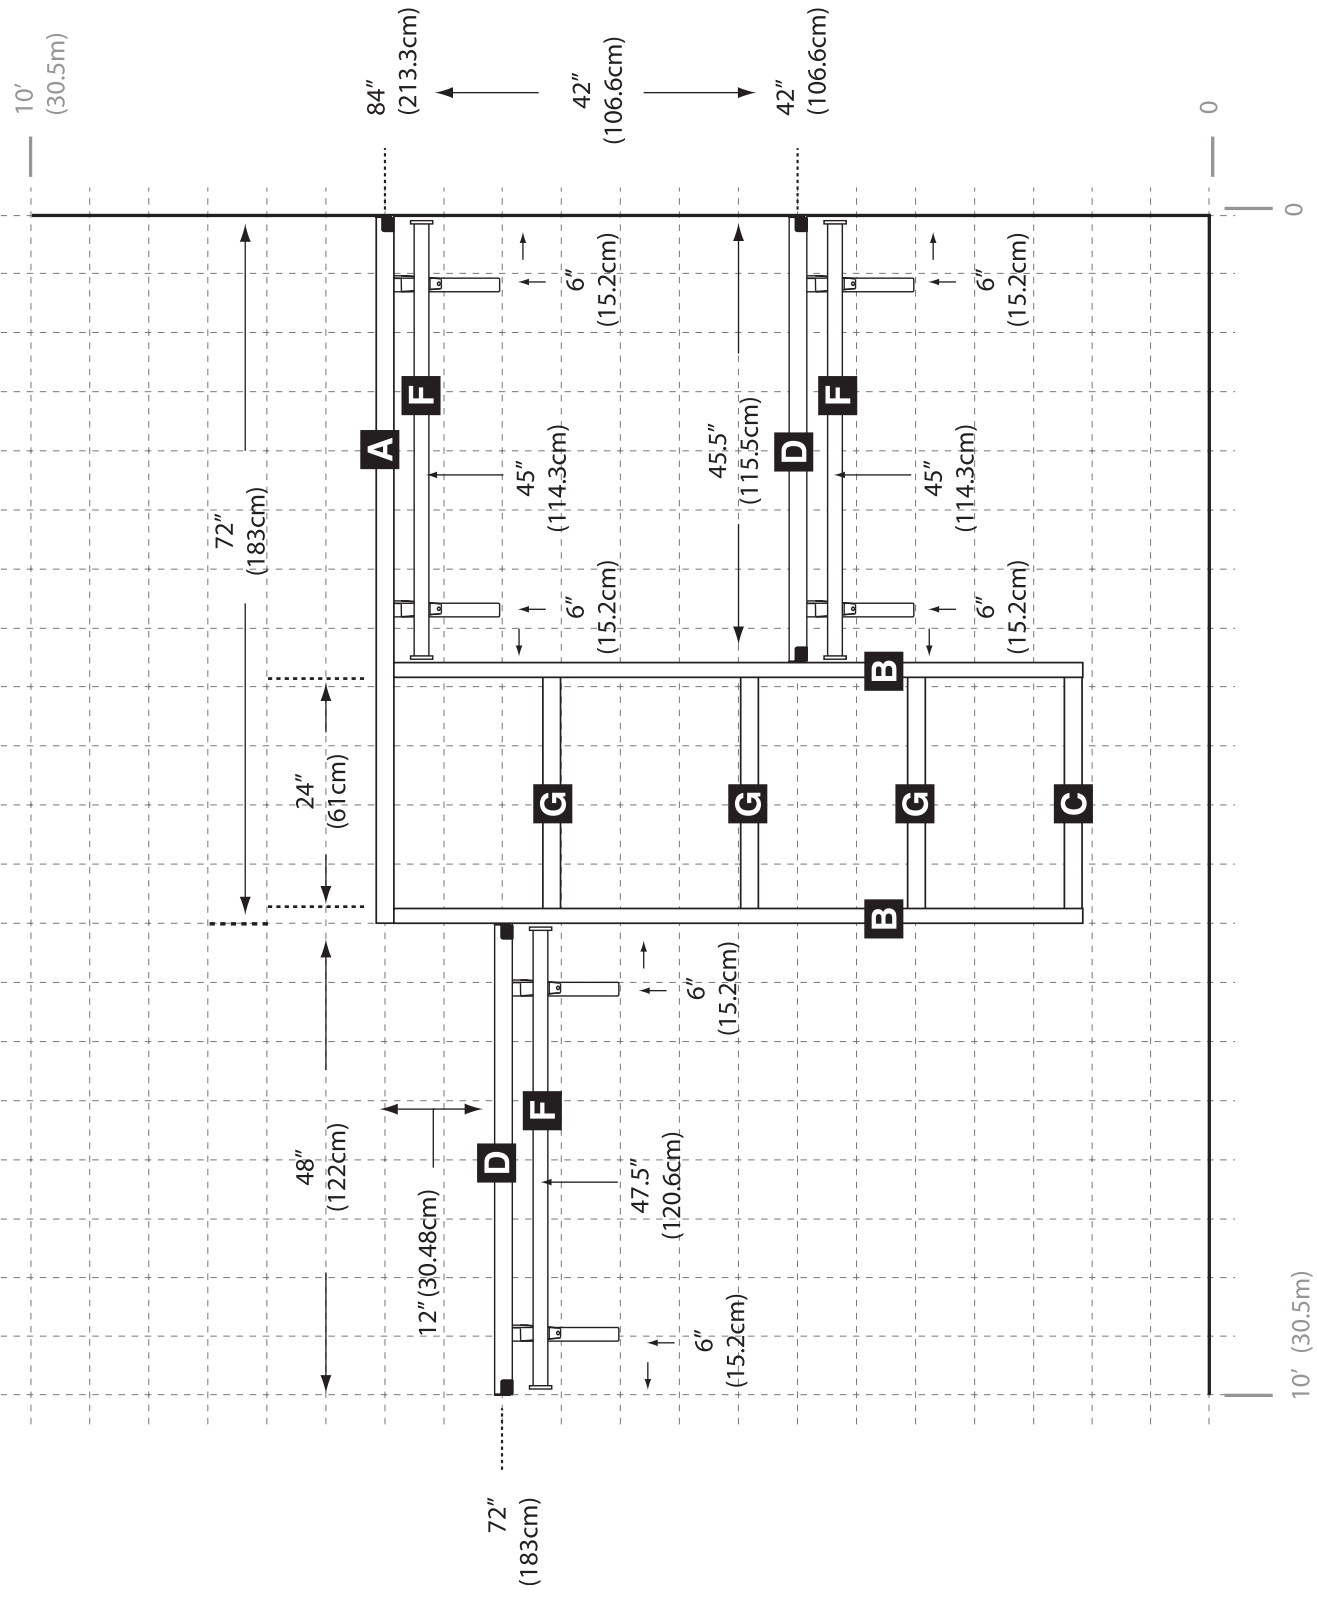 10′
(30.5m)
84″
(213.3cm)
42″
(106.6cm)
42″
(106.6cm)
0
0
72″
(183cm)
24″
(61cm)
48″
(122cm)
12″ (30.48cm)
72″
(183cm)
A
F
6″
(15.2cm)
45″
(114.3cm)
6″
(15.2cm)
45.5″
(115.5cm)
D
F
6″
(15.2cm)
45″
(114.3cm)
6″
(15.2cm)
B
G
G
G
C
B
D
F
6″
(15.2cm)
47.5″
(120.6cm)
6″
(15.2cm)
10′ (30.5m)